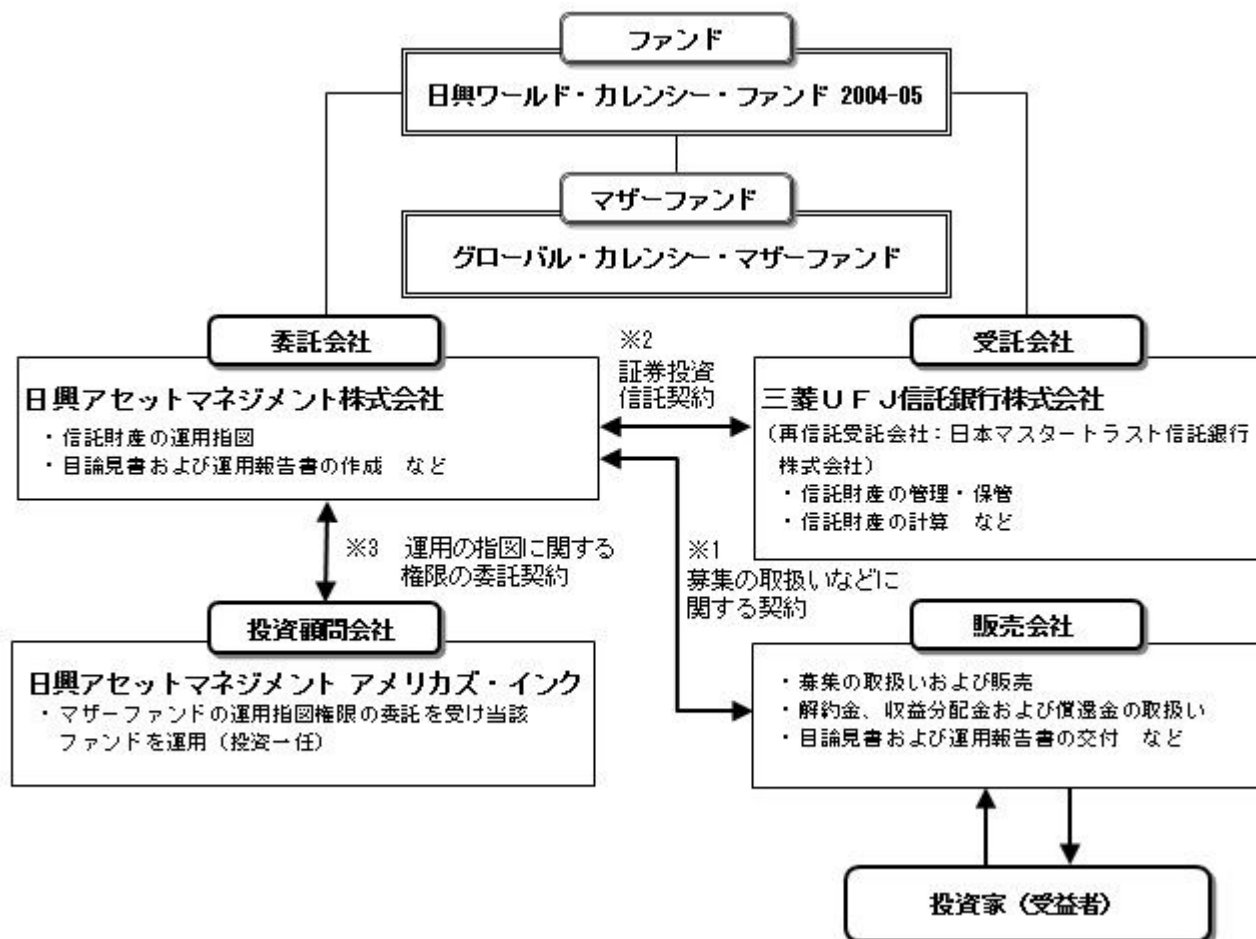 ファンド
日興ワールド・カレンシー・ファンド 2004-05
マザーファンド
グローバル・カレンシー・マザーファンド
委託会社
日興アセットマネジメント株式会社
・信託財産の運用指図
・目論見書および運用報告書の作成　など
※2
証券投資
信託契約
受託会社
三菱ＵＦＪ信託銀行株式会社
（再信託受託会社：日本マスタートラスト信託銀行
株式会社）
・信託財産の管理・保管
・信託財産の計算　など
※3　運用の指図に関する
権限の委託契約
※1
募集の取扱いなどに
関する契約
投資顧問会社
日興アセットマネジメント アメリカズ・インク
・マザーファンドの運用指図権限の委託を受け当該
ファンドを運用（投資一任）
販売会社
・募集の取扱いおよび販売
・解約金、収益分配金および償還金の取扱い
・目論見書および運用報告書の交付　など
投資家（受益者）